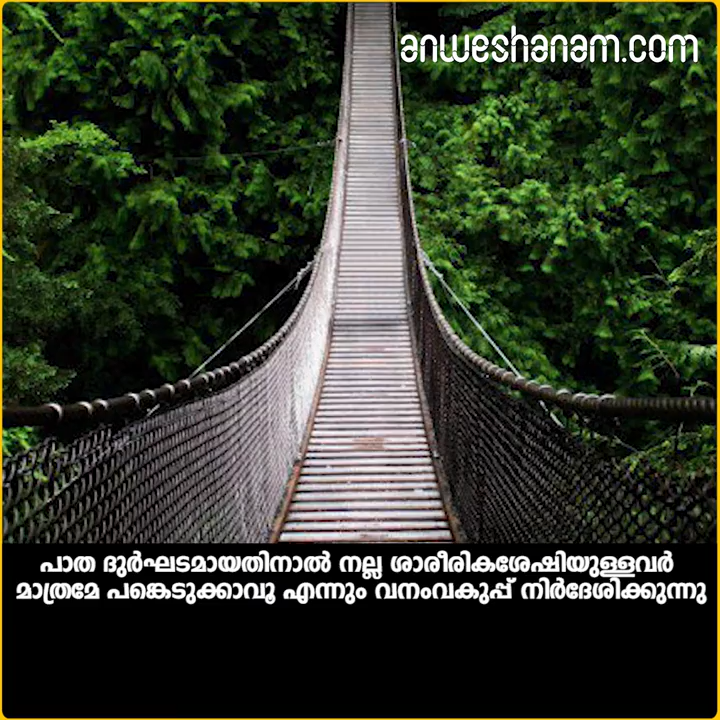 anweshanam.com
പാത ദുർഘടമായതിനാൽ നല്ല ശാരീരികശേഷിയുള്ളവർ
മാത്രമേ പങ്കെടുക്കാവൂ എന്നും വനംവകുപ്പ് നിർദേശിക്കുന്നു